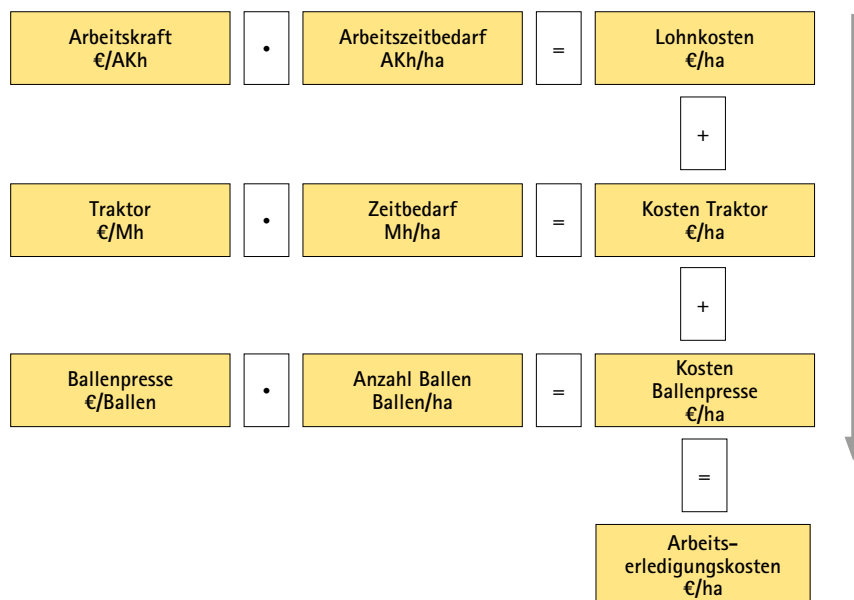 Arbeitskraft
€/AKh
•
Arbeitszeitbedarf
AKh/ha
=
Lohnkosten
€/ha
+
Traktor
€/Mh
•
Zeitbedarf
Mh/ha
=
Kosten Traktor
€/ha
+
Ballenpresse
€/Ballen
•
Anzahl Ballen
Ballen/ha
=
Kosten
Ballenpresse
€/ha
=
Arbeits-
erledigungskosten
€/ha